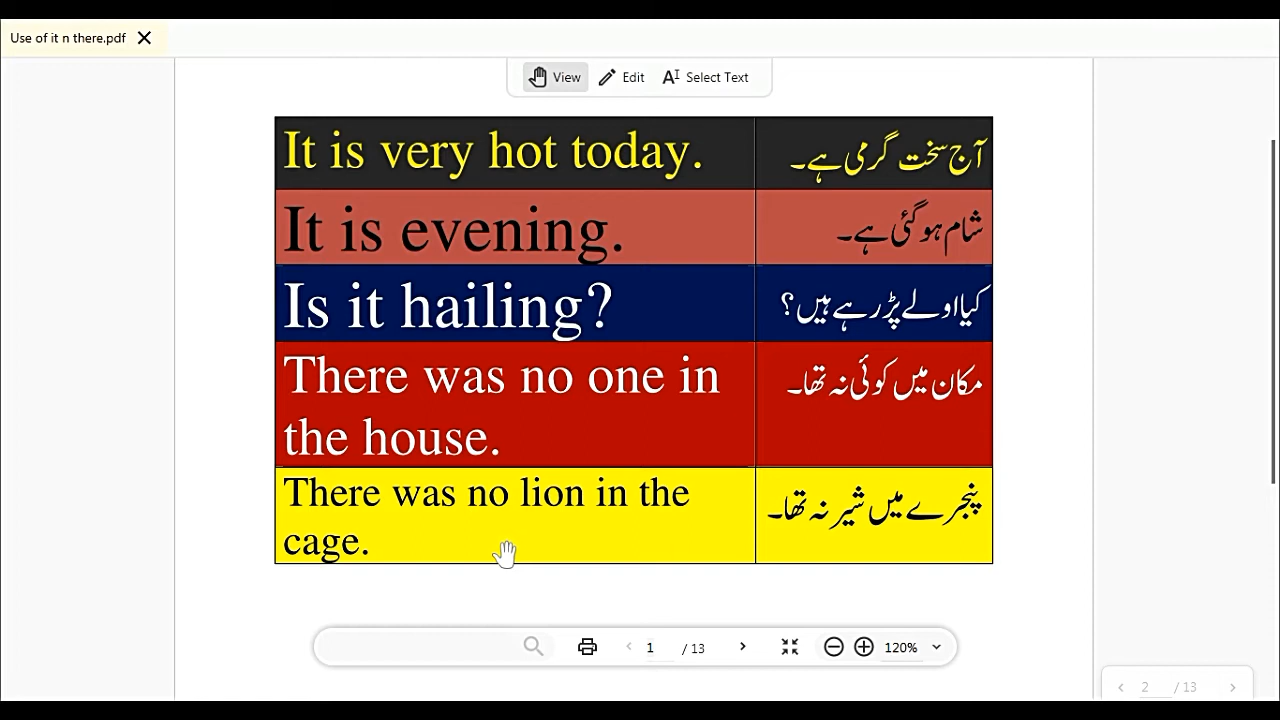 Use of it n there.pdf
View
Edit
Select Text
It is very hot today.
آج سخت گرمی ہے۔
It is evening.
شام ہو گئی ہے۔
Is it hailing?
کیا اولے پڑ رہے ہیں؟
There was no one in
the house.
مکان میں کوئی نہ تھا۔
There was no lion in the
cage.
پنجرے میں شیر نہ تھا۔
1 / 13
120%
2 / 13